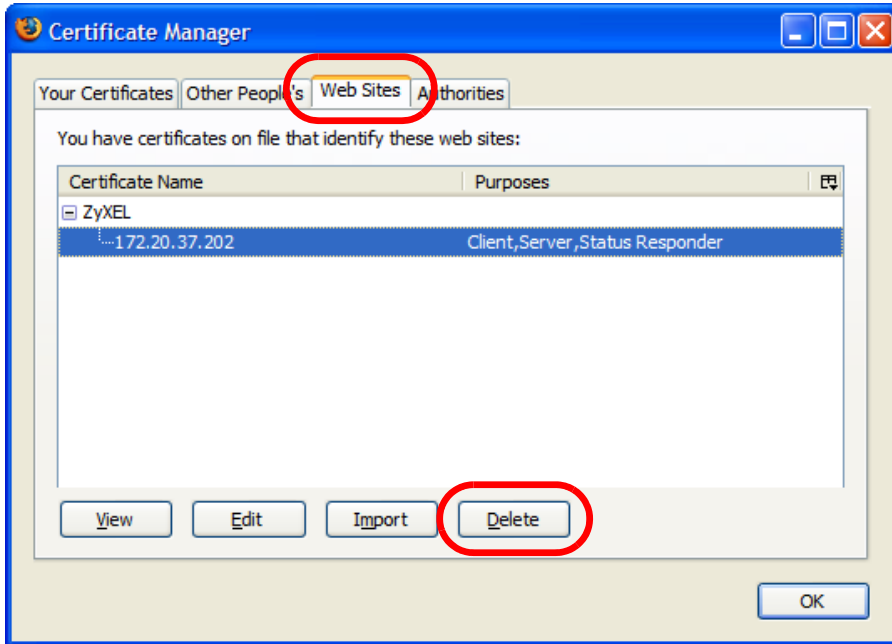 Certificate Manager
Your Certificates Other People's Web Sites Authorities
You have certificates on file that identify these web sites:
Certificate Name Purposes
ZyXEL
172.20.37.202 Client,Server,Status Responder
View Edit Import Delete
OK